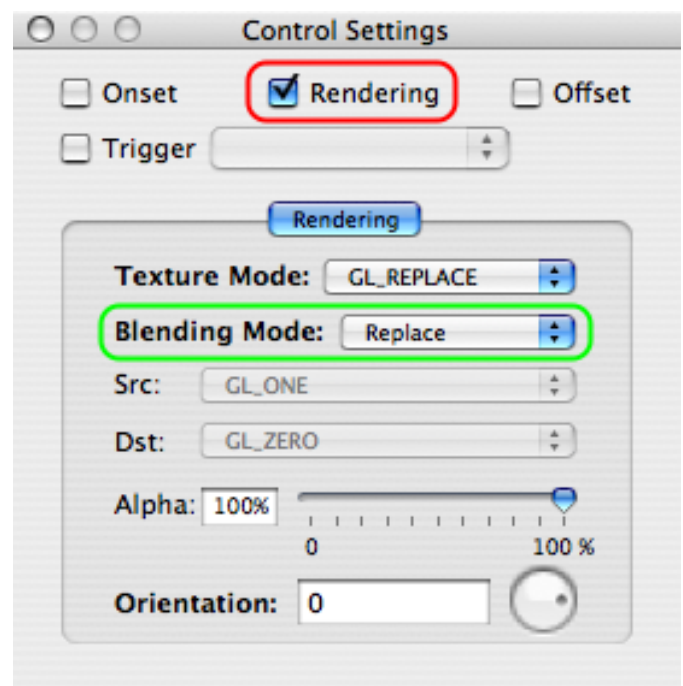 Control Settings
Onset Rendering Offset
Trigger
Rendering
Texture Mode: GL_REPLACE
Blending Mode: Replace
Src: GL_ONE
Dst: GL_ZERO
Alpha: 100%
0 100 %
Orientation: 0